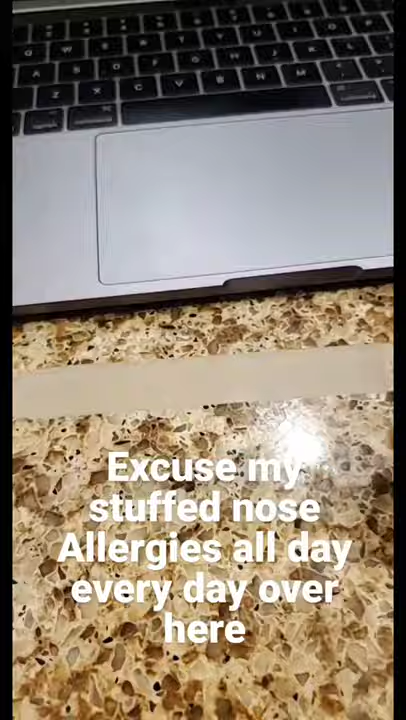 Q W E R T Y U I O P
A S D F G H J K L
Z X C V B N M
Excuse my
stuffed nose
Allergies all day
every day over
here